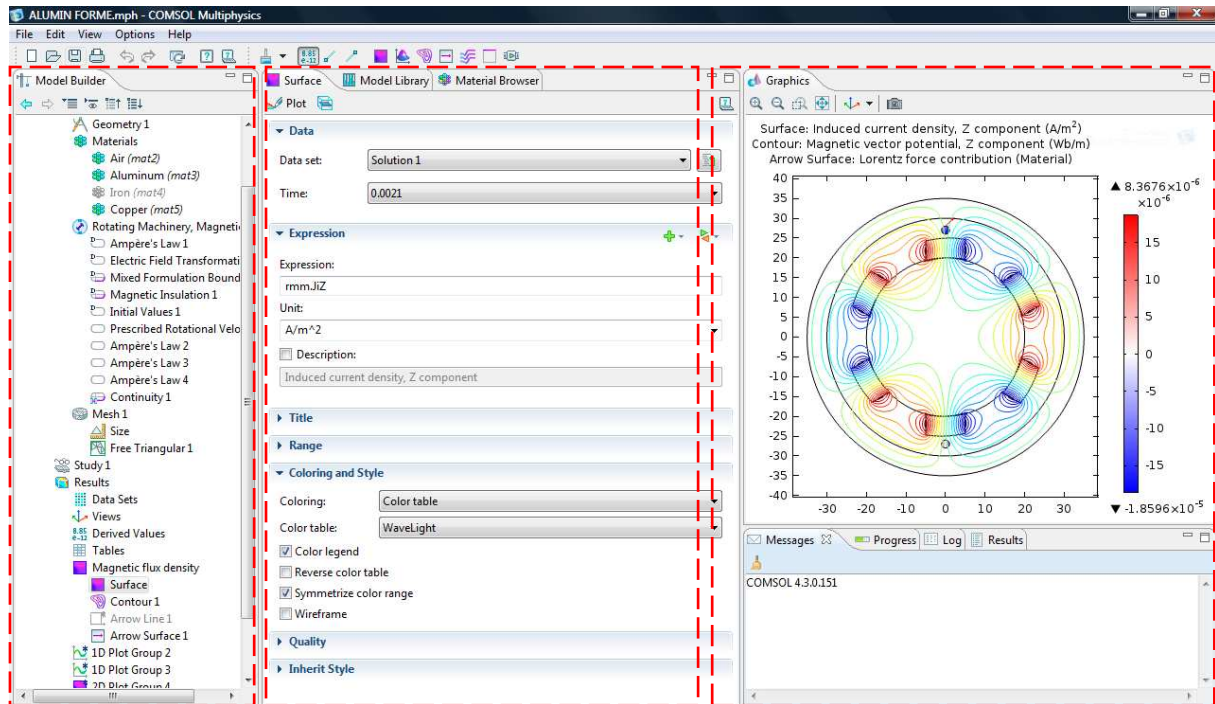 ALUMIN FORME.mph - COMSOL Multiphysics
File Edit View Options Help
Model Builder
Geometry 1
Materials
Air (mat2)
Aluminum (mat3)
Iron (mat4)
Copper (mat5)
Rotating Machinery, Magneti
Ampère's Law 1
Electric Field Transformati
Mixed Formulation Bound
Magnetic Insulation 1
Initial Values 1
Prescribed Rotational Velo
Ampère's Law 2
Ampère's Law 3
Ampère's Law 4
Continuity 1
Mesh 1
Size
Free Triangular 1
Study 1
Results
Data Sets
Views
8.85 e-12 Derived Values
Tables
Magnetic flux density
Surface
Contour 1
Arrow Line 1
Arrow Surface 1
1D Plot Group 2
1D Plot Group 3
2D Plot Group 4
Surface Model Library Material Browser
Plot
Data
Data set: Solution 1
Time: 0.0021
Expression
Expression:
rmm.JiZ
Unit:
A/m^2
Description:
Induced current density, Z component
Title
Range
Coloring and Style
Coloring: Color table
Color table: WaveLight
Color legend
Reverse color table
Symmetrize color range
Wireframe
Quality
Inherit Style
Graphics
Surface: Induced current density, Z component (A/m²)
Contour: Magnetic vector potential, Z component (Wb/m)
Arrow Surface: Lorentz force contribution (Material)
40
35
30
25
20
15
10
5
0
-5
-10
-15
-20
-25
-30
-35
-40
-30 -20 -10 0 10 20 30
▲ 8.3676×10⁻⁶
×10⁻⁶
15
10
5
0
-5
-10
-15
▼ -1.8596×10⁻⁵
Messages Progress Log Results
COMSOL 4.3.0.151